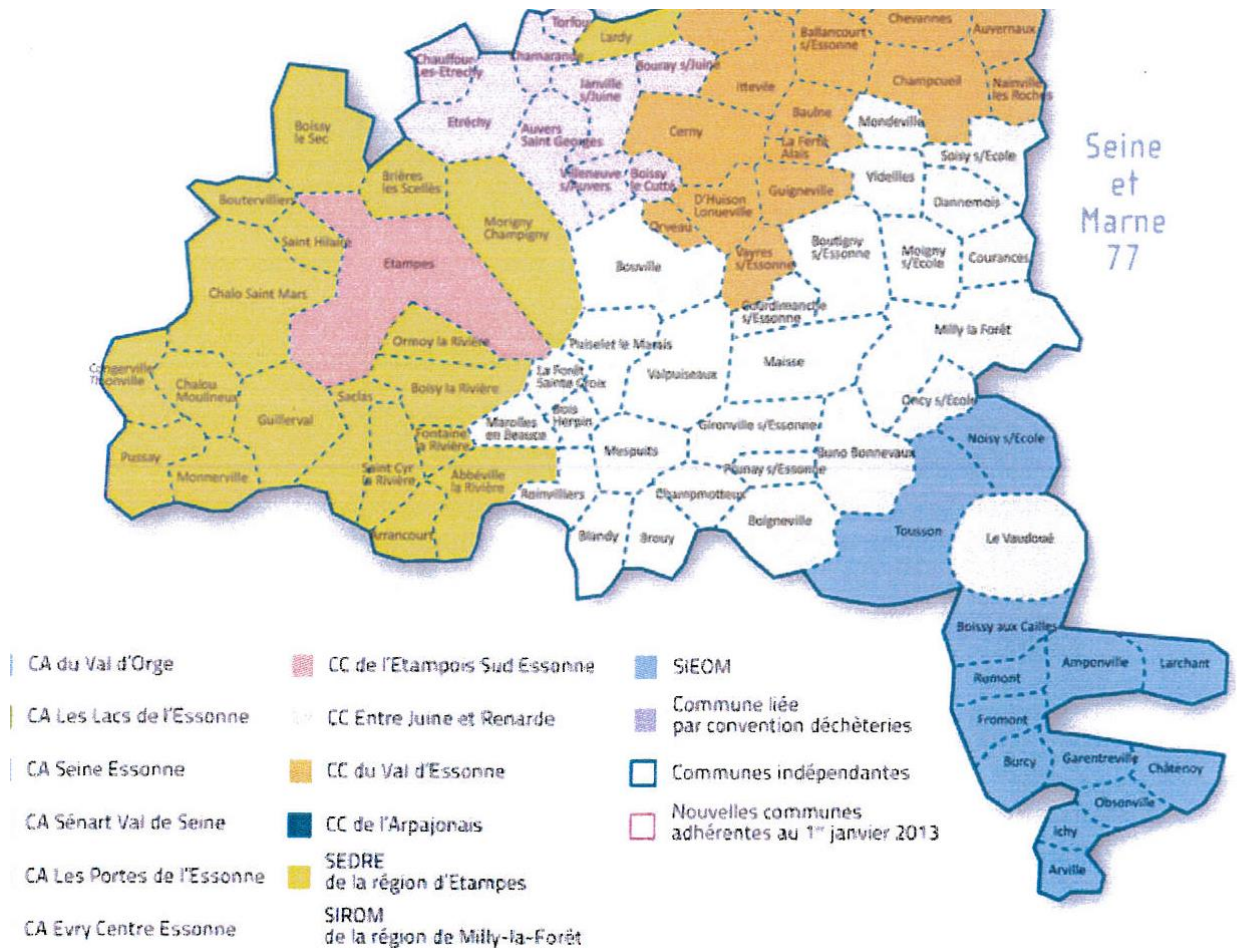 Torfou
Lardy
Chevannes
Ballancourt
s/Essonne
Auvernaux
Chauffour
Les-Etrechy
Chamarande
Bouray s/Juine
Janville
s/Juine
Itteville
Champcueil
Nainville
les Roches
Boissy
le Sec
Etréchy
Auvers
Saint Georges
Cerny
Baulne
Mondeville
La Ferté
Alais
Soisy s/Ecole
Seine
et
Marne
77
Brières
les Scellés
Villeneuve
s/Auvers
Boissy
le Cutté
Videlles
Boutervilliers
D'Huison
Guigneville
Dannemois
Saint Hilaire
Morigny
Champigny
Orveau
Etampes
Bouville
Vayres
s/Essonne
Boutigny
s/Essonne
Moigny
s/Ecole
Courances
Chalo Saint Mars
s/Essonne
Milly la Forêt
Ormoy la Rivière
Puiselet le Marais
Maisse
Congerville
Thionville
Chalou
Moulineux
La Forêt
Sainte Croix
Valpuiseaux
Boisy la Rivière
Saclas
Oncy s/Ecole
Guillerval
Marolles
en Beauce
Bois
Herpin
Gironville s/Essonne
Fontaine
la Rivière
Noisy s/Ecole
Pussay
Monnerville
Saint Cyr
la Rivière
Abbéville
la Rivière
Mespuits
Buno Bonnevaux
Prunay s/Essonne
Roinvilliers
Champmotteux
Boigneville
Arrancourt
Blandy
Brouy
Tousson
Le Vaudoué
Boissy aux Cailles
Amponville
Larchant
Rumont
Fromont
Burcy
Garentreville
Châtenoy
Obsonville
Ichy
Arville
CA du Val d'Orge
CA Les Lacs de l'Essonne
CA Seine Essonne
CA Sénart Val de Seine
CA Les Portes de l'Essonne
CA Evry Centre Essonne
CC de l'Etampois Sud Essonne
CC Entre Juine et Renarde
CC du Val d'Essonne
CC de l'Arpajonais
SEDRE
de la région d'Etampes
SIROM
de la région de Milly-la-Forêt
SIEOM
Commune liée
par convention déchèteries
Communes indépendantes
Nouvelles communes
adhérentes au 1er janvier 2013